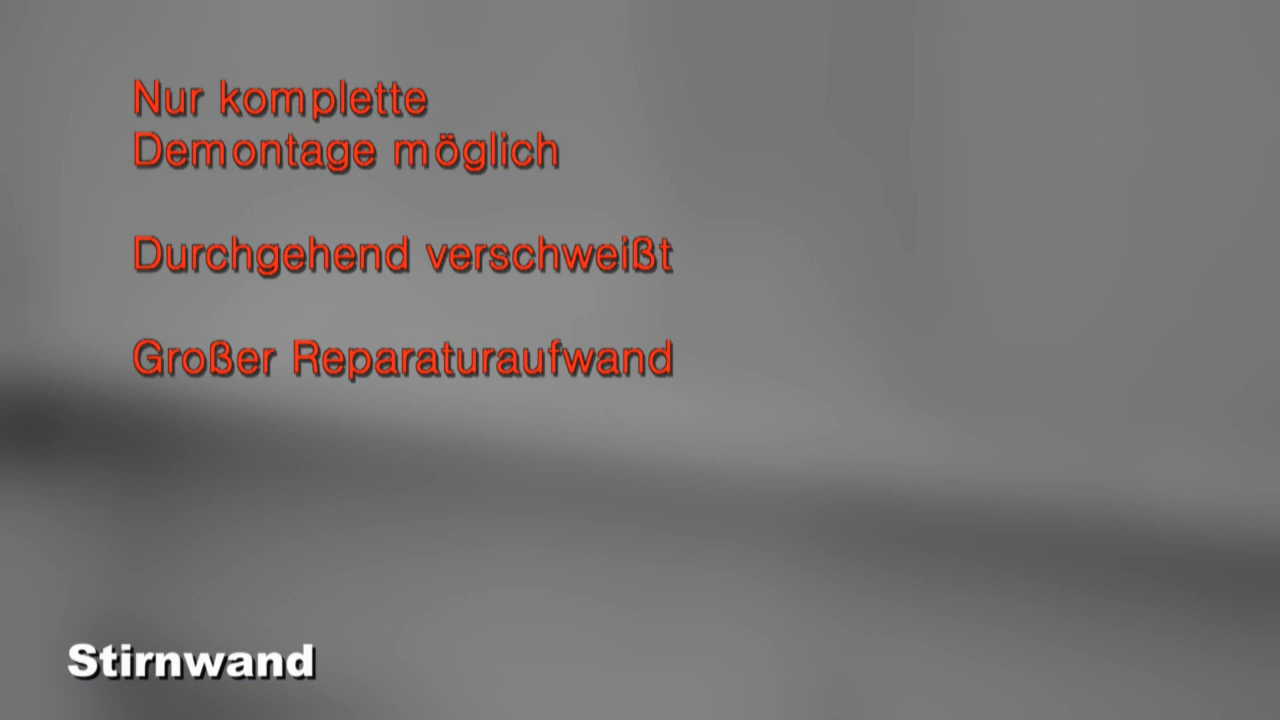 Nur komplette
Demontage möglich
Durchgehend verschweißt
Großer Reparaturaufwand
Stirnwand